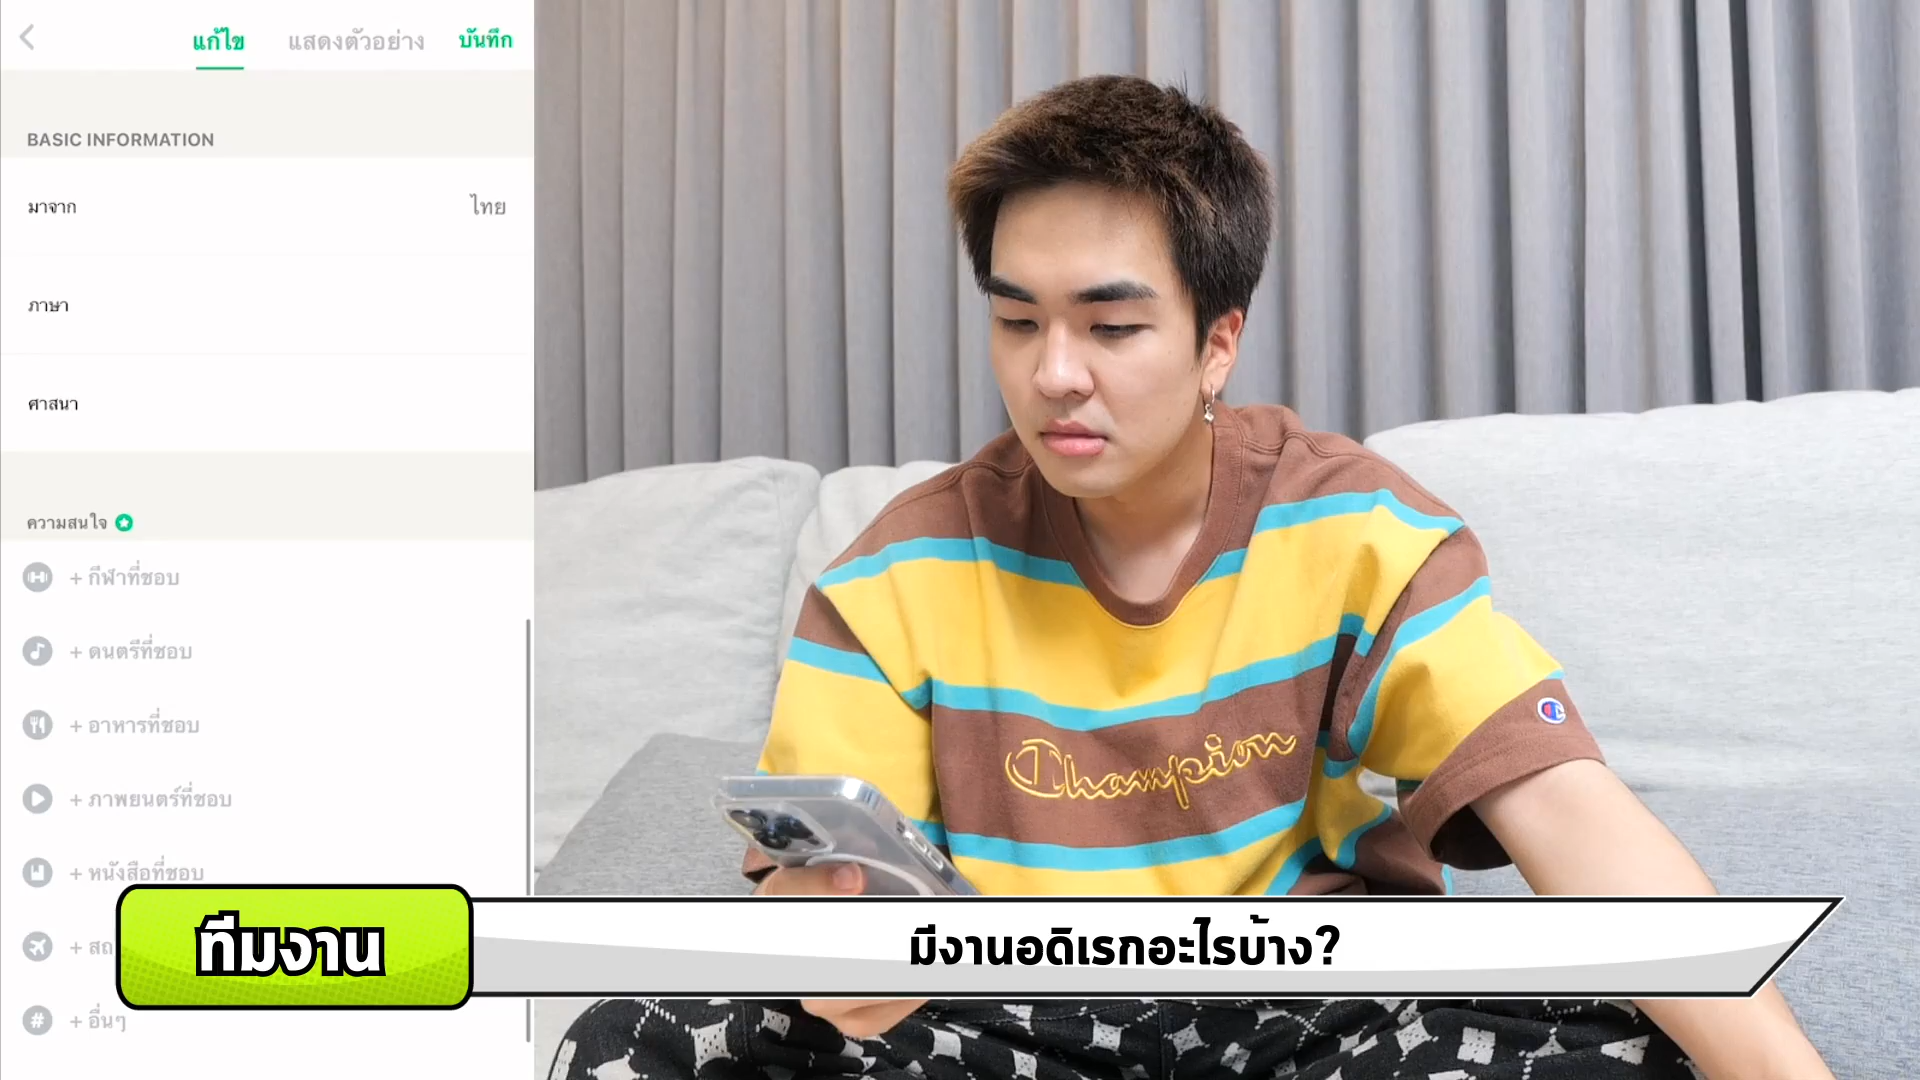 แก้ไข แสดงตัวอย่าง บันทึก
BASIC INFORMATION
มาจาก ไทย
ภาษา
ศาสนา
ความสนใจ
+ กีฬาที่ชอบ
+ ดนตรีที่ชอบ
+ อาหารที่ชอบ
+ ภาพยนตร์ที่ชอบ
+ หนังสือที่ชอบ
+ สถ
# + อื่นๆ
Champion
ทีมงาน
มีงานอดิเรกอะไรบ้าง?